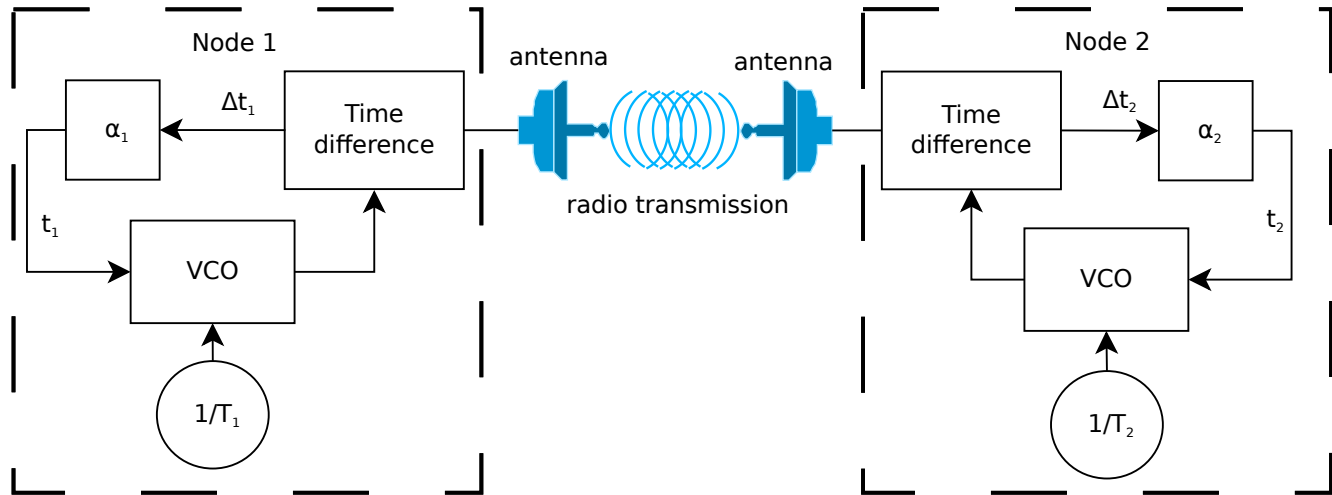 Node 1
α₁
Δt₁
Time
difference
t₁
VCO
1/T₁
antenna
antenna
radio transmission
Node 2
Time
difference
Δt₂
α₂
t₂
VCO
1/T₂